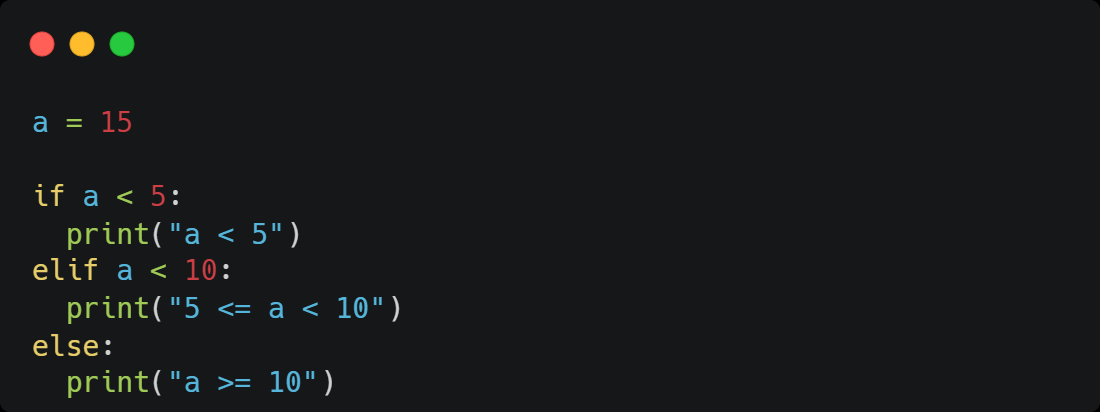 a = 15

if a < 5:
  print("a < 5")
elif a < 10:
  print("5 <= a < 10")
else:
  print("a >= 10")